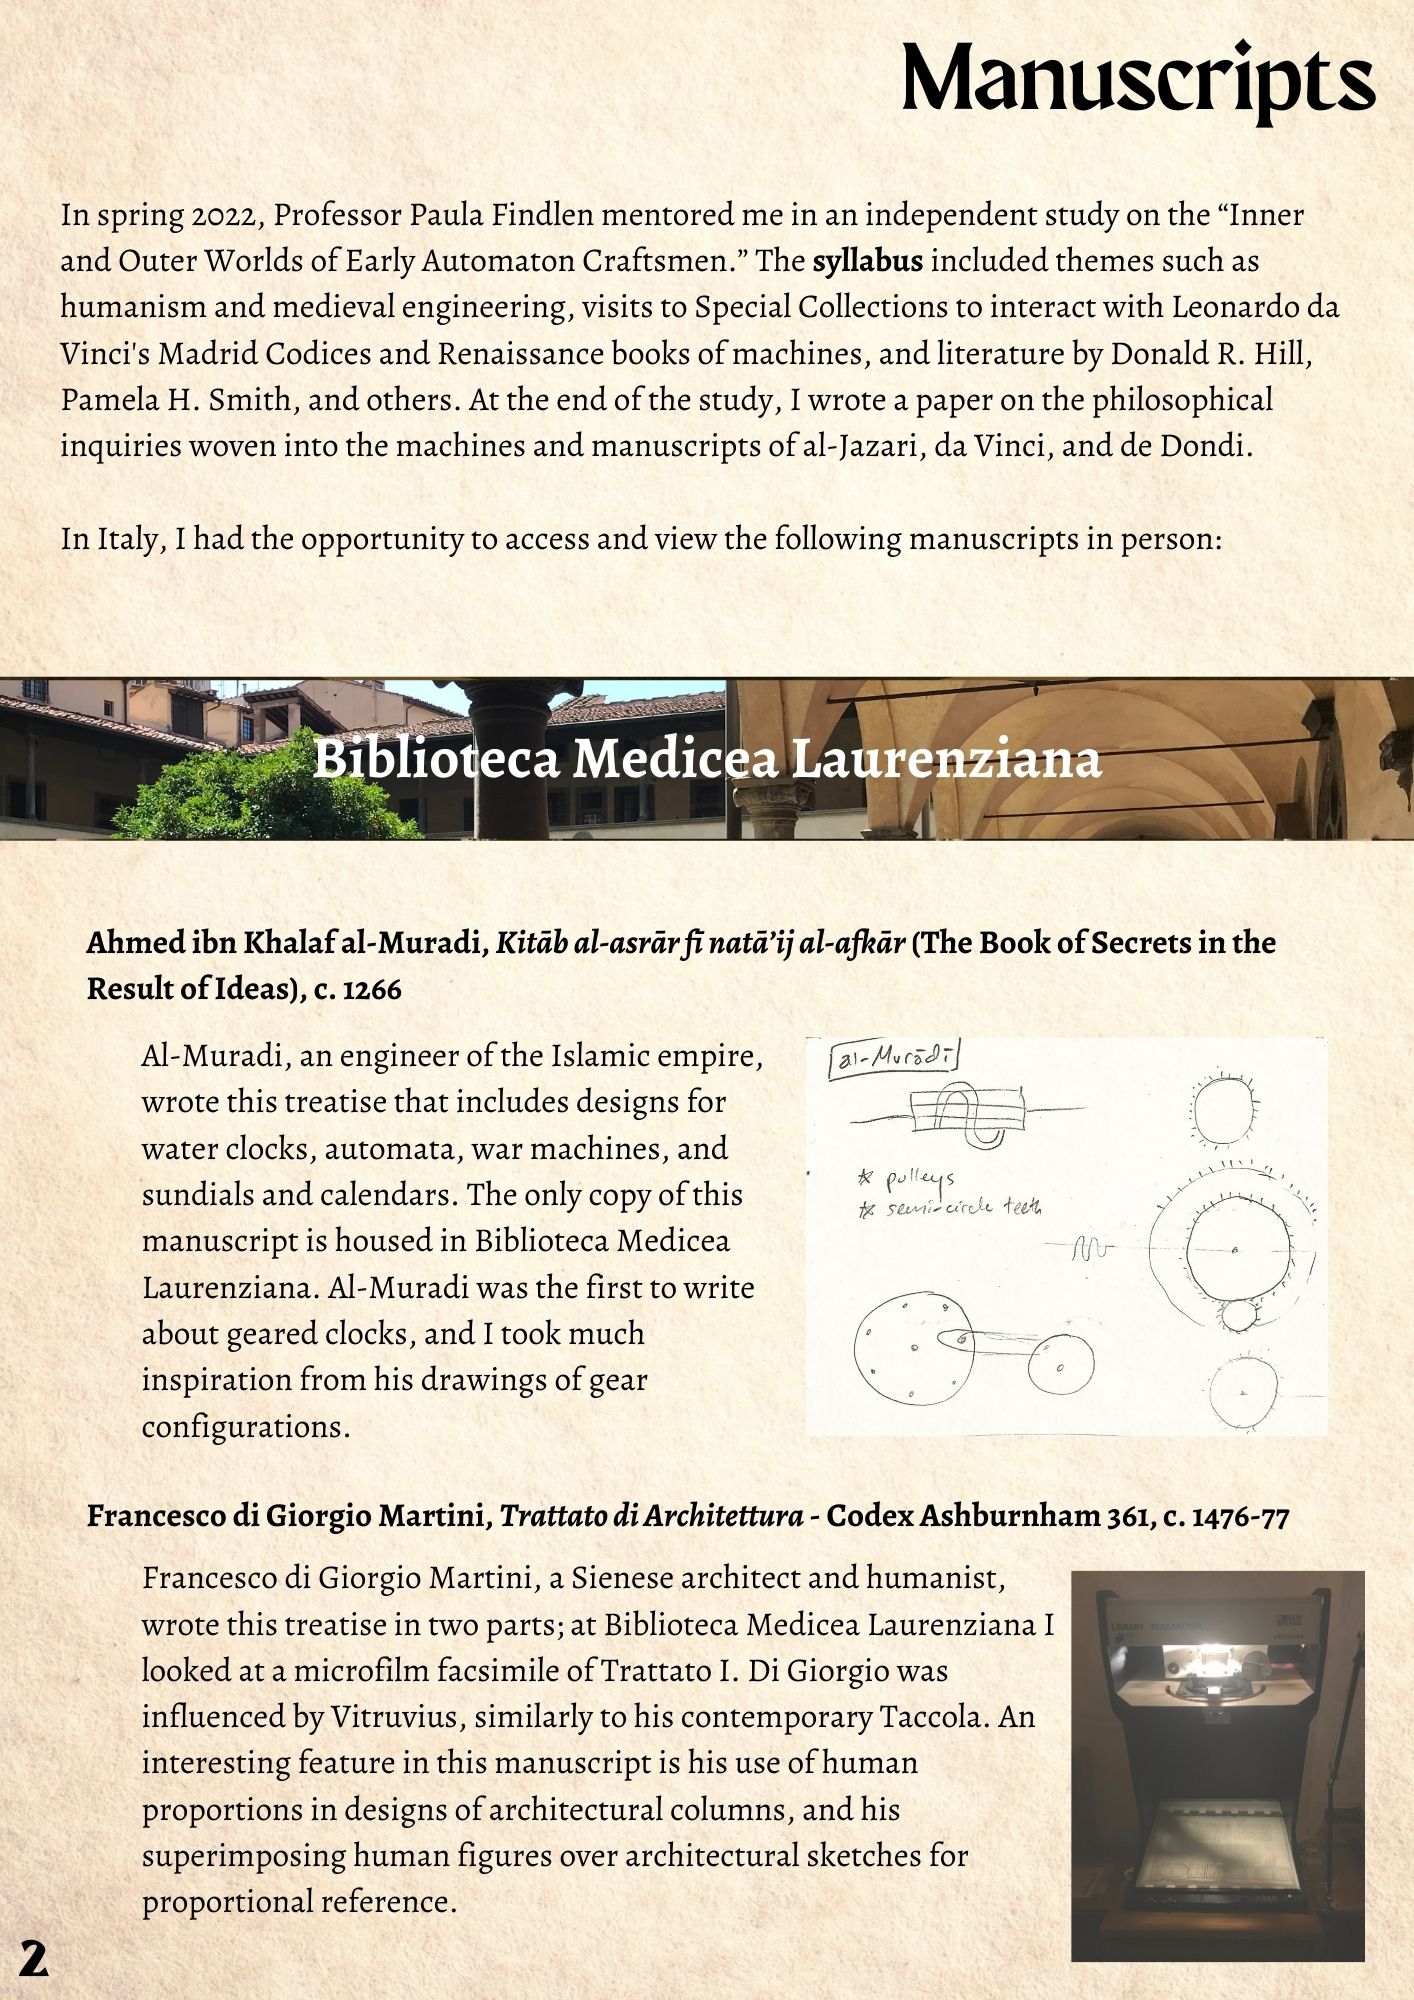 Manuscripts
In spring 2022, Professor Paula Findlen mentored me in an independent study on the “Inner
and Outer Worlds of Early Automaton Craftsmen.” The syllabus included themes such as
humanism and medieval engineering, visits to Special Collections to interact with Leonardo da
Vinci's Madrid Codices and Renaissance books of machines, and literature by Donald R. Hill,
Pamela H. Smith, and others. At the end of the study, I wrote a paper on the philosophical
inquiries woven into the machines and manuscripts of al-Jazari, da Vinci, and de Dondi.
In Italy, I had the opportunity to access and view the following manuscripts in person:
Biblioteca Medicea Laurenziana
Ahmed ibn Khalaf al-Muradi, Kitāb al-asrār fī natā’ij al-afkār (The Book of Secrets in the
Result of Ideas), c. 1266
Al-Muradi, an engineer of the Islamic empire,
wrote this treatise that includes designs for
water clocks, automata, war machines, and
sundials and calendars. The only copy of this
manuscript is housed in Biblioteca Medicea
Laurenziana. Al-Muradi was the first to write
about geared clocks, and I took much
inspiration from his drawings of gear
configurations.
al-Murādī
* pulleys
* semi-circle teeth
Francesco di Giorgio Martini, Trattato di Architettura - Codex Ashburnham 361, c. 1476-77
Francesco di Giorgio Martini, a Sienese architect and humanist,
wrote this treatise in two parts; at Biblioteca Medicea Laurenziana I
looked at a microfilm facsimile of Trattato I. Di Giorgio was
influenced by Vitruvius, similarly to his contemporary Taccola. An
interesting feature in this manuscript is his use of human
proportions in designs of architectural columns, and his
superimposing human figures over architectural sketches for
proportional reference.
LIBRARY RESEARCHER
2